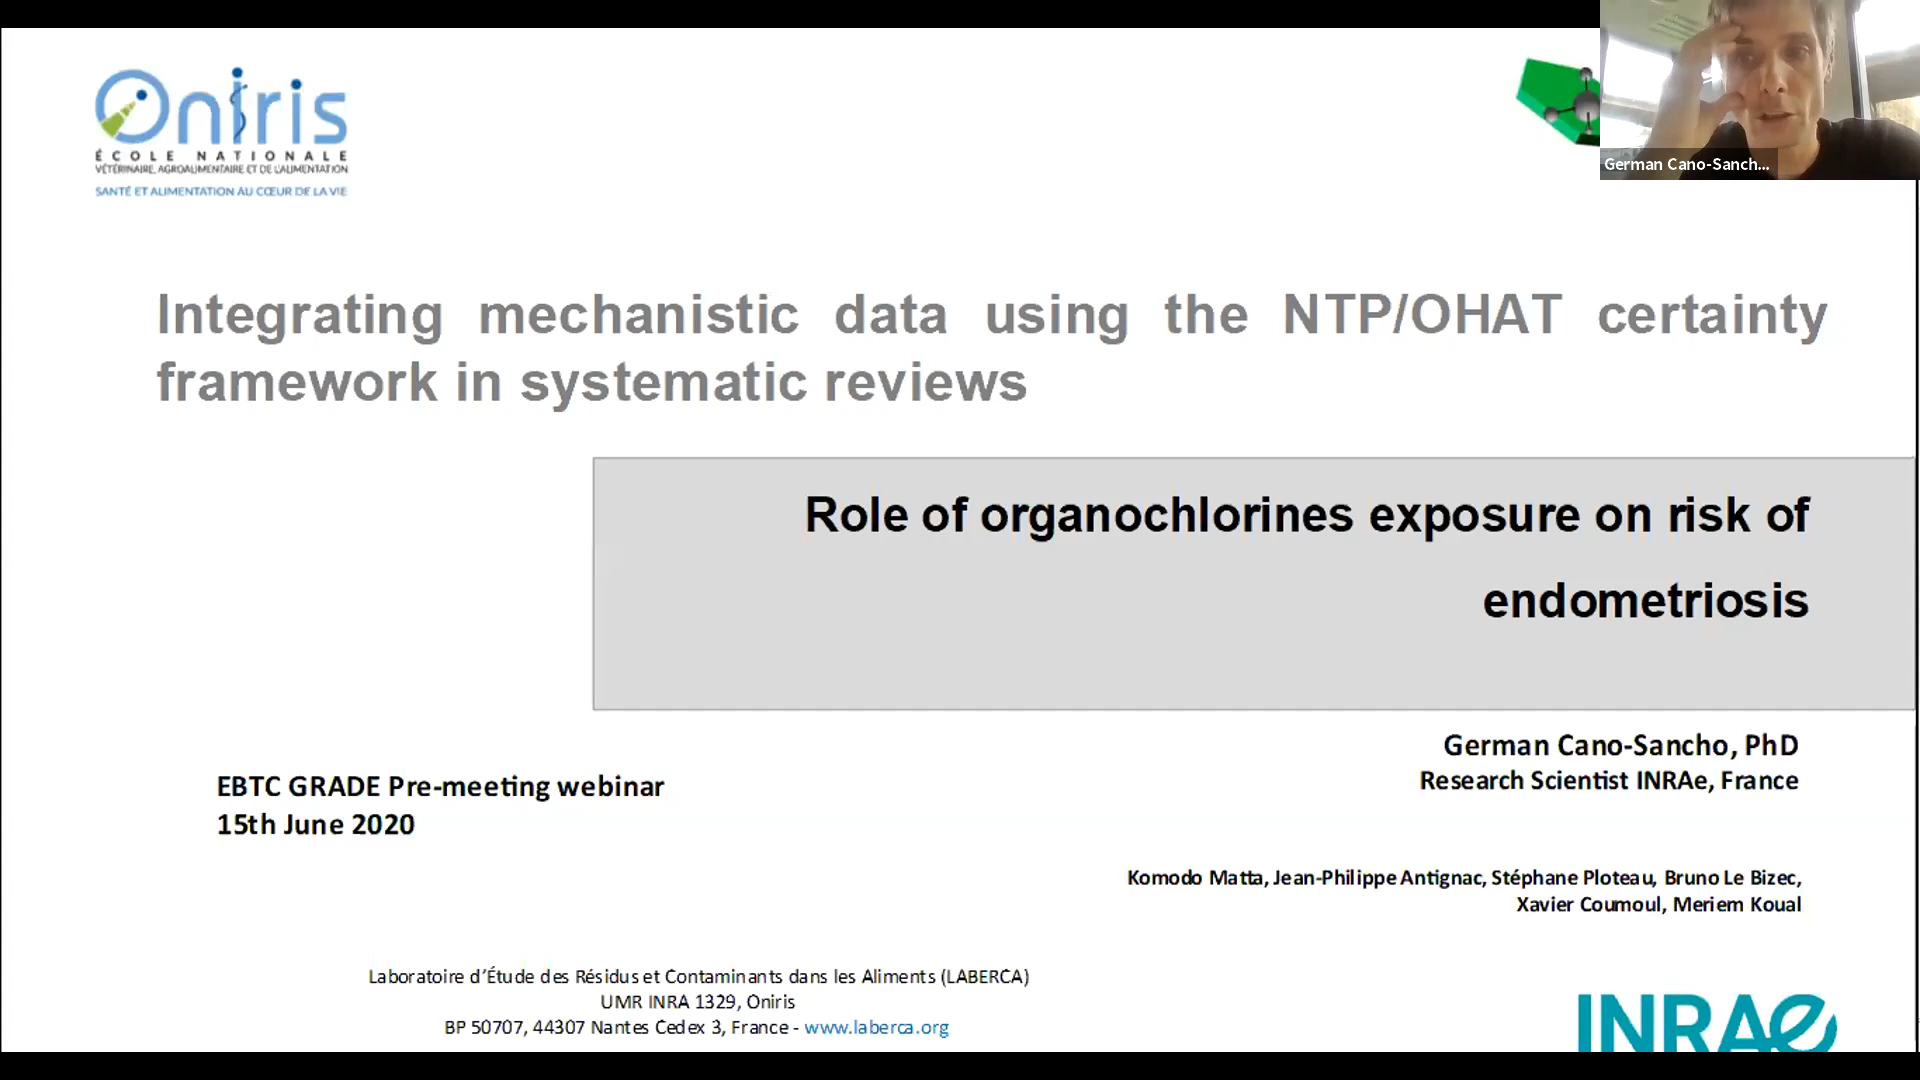 Oniris
ÉCOLE NATIONALE
VÉTÉRINAIRE, AGROALIMENTAIRE ET DE L'ALIMENTATION
SANTÉ ET ALIMENTATION AU CŒUR DE LA VIE
German Cano-Sanch...
Integrating mechanistic data using the NTP/OHAT certainty
framework in systematic reviews
Role of organochlorines exposure on risk of
endometriosis
German Cano-Sancho, PhD
Research Scientist INRAe, France
EBTC GRADE Pre-meeting webinar
15th June 2020
Komodo Matta, Jean-Philippe Antignac, Stéphane Ploteau, Bruno Le Bizec,
Xavier Coumoul, Meriem Koual
Laboratoire d’Étude des Résidus et Contaminants dans les Aliments (LABERCA)
UMR INRA 1329, Oniris
BP 50707, 44307 Nantes Cedex 3, France - www.laberca.org
INRAe